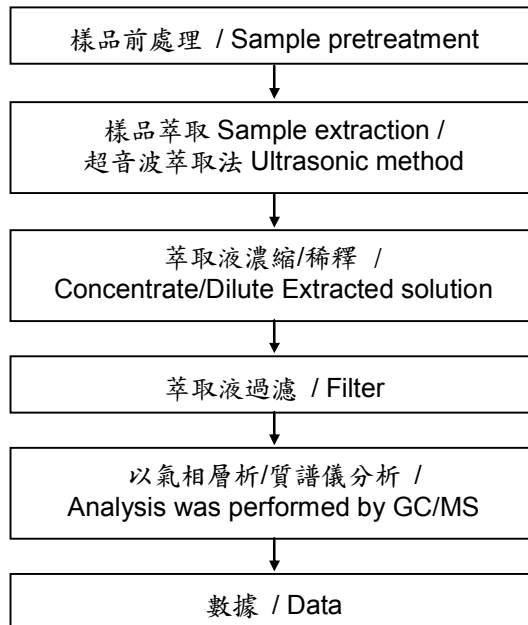 樣品前處理 / Sample pretreatment
樣品萃取 Sample extraction /
超音波萃取法 Ultrasonic method
萃取液濃縮/稀釋 /
Concentrate/Dilute Extracted solution
萃取液過濾 / Filter
以氣相層析/質譜儀分析 /
Analysis was performed by GC/MS
數據 / Data